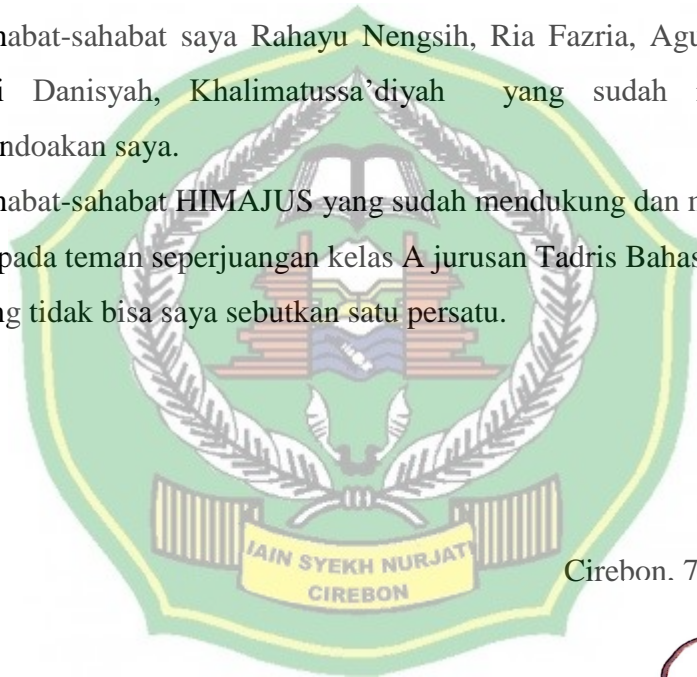 nabat-sahabat saya Rahayu Nengsih, Ria Fazria, Agu
i Danisyah, Khalimatussa’diyah yang sudah
ndoakan saya.
nabat-sahabat HIMAJUS yang sudah mendukung dan
pada teman seperjuangan kelas A jurusan Tadris Bahas
ng tidak bisa saya sebutkan satu persatu.
IAIN SYEKH NURJATI
CIREBON
Cirebon, 7